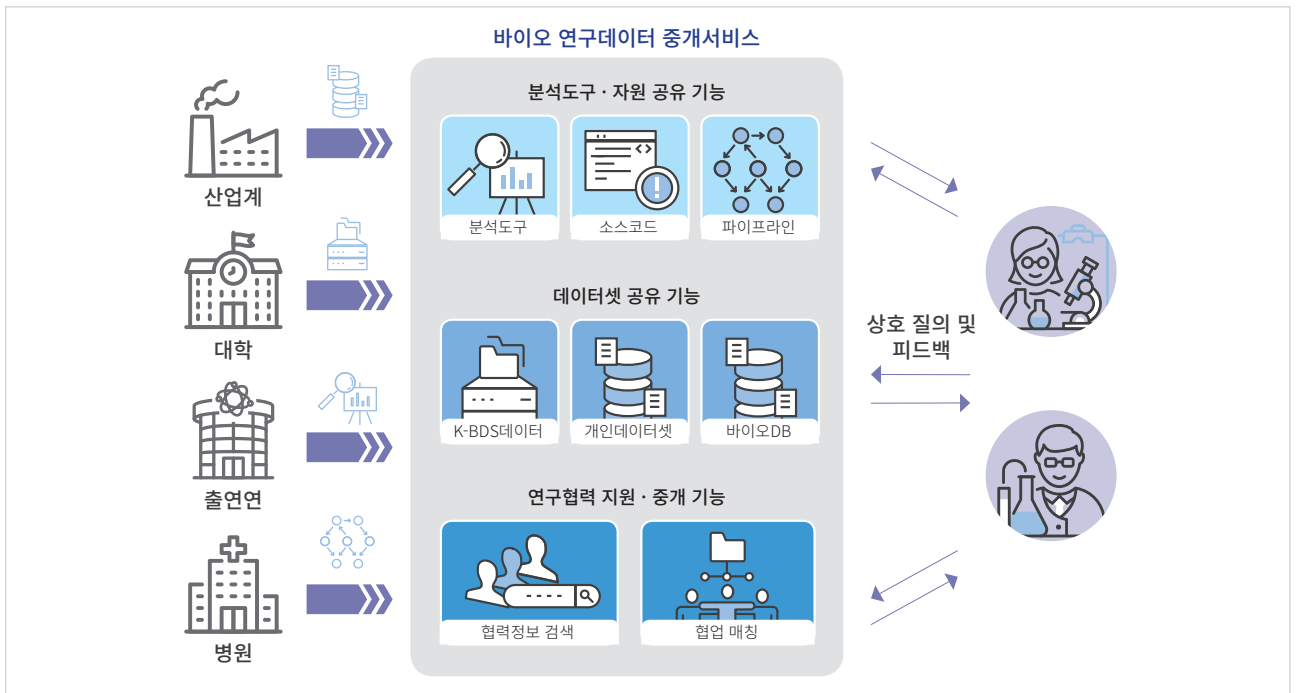 바이오 연구데이터 중개서비스
산업계
대학
출연연
병원
분석도구 · 자원 공유 기능
분석도구
소스코드
파이프라인
데이터셋 공유 기능
K-BDS데이터
개인데이터셋
바이오DB
연구협력 지원 · 중개 기능
협력정보 검색
협업 매칭
상호 질의 및
피드백